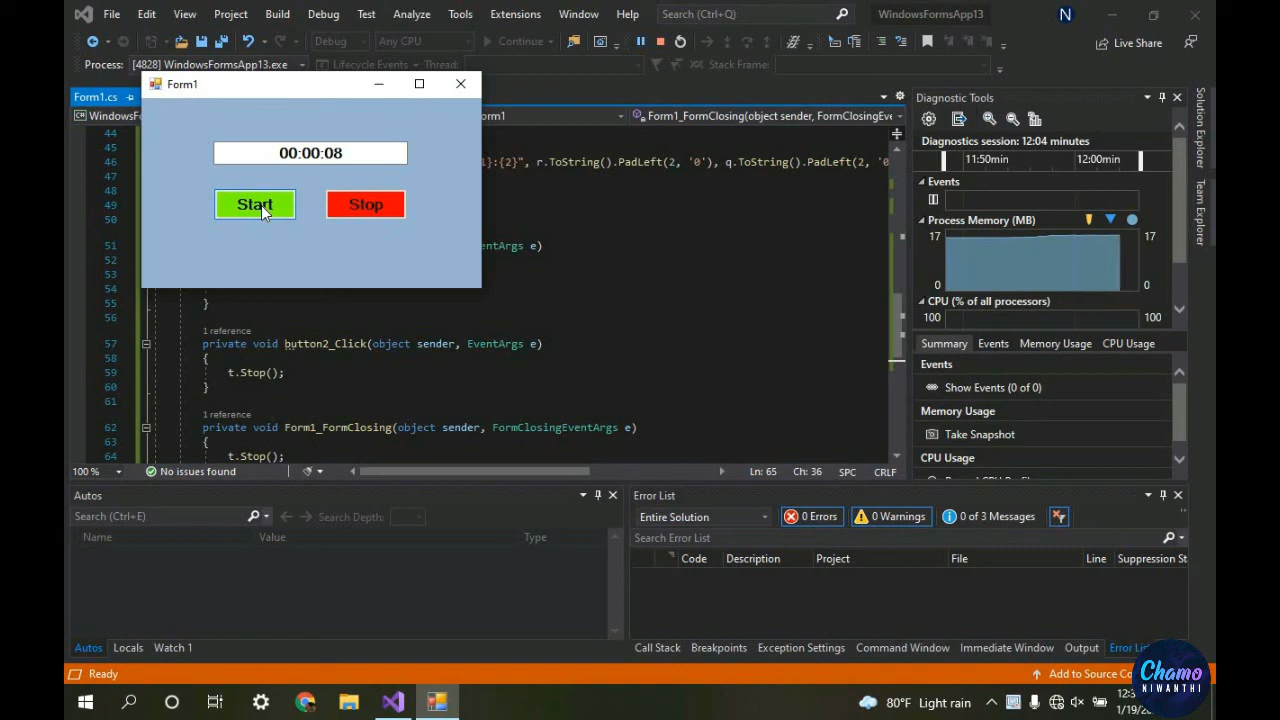 File Edit View Project Build Debug Test Analyze Tools Extensions Window Help Search (Ctrl+Q) WindowsFormsApp13 N
Debug Any CPU Continue Live Share
Process: [4828] WindowsFormsApp13.exe Lifecycle Events Thread: Stack Frame:
Form1
Form1.cs
Diagnostic Tools
Form1_FormClosing(object sender, FormClosingEve
Diagnostics session: 12:04 minutes
11:50min 12:00min
00:00:08
Start Stop
44
45
46 , r.ToString().PadLeft(2, '0'), q.ToString().PadLeft(2, '0
47
48
49
50
51 entArgs e)
52
53
54
55 }
56
1 reference
57 private void button2_Click(object sender, EventArgs e)
58 {
59 t.Stop();
60 }
61
1 reference
62 private void Form1_FormClosing(object sender, FormClosingEventArgs e)
63 {
64 t.Stop();
Events
Process Memory (MB)
17 17
0 0
CPU (% of all processors)
100 100
Summary Events Memory Usage CPU Usage
Events
Show Events (0 of 0)
Memory Usage
Take Snapshot
CPU Usage
100 % No issues found Ln: 65 Ch: 36 SPC CRLF
Autos
Search (Ctrl+E) Search Depth:
Name Value Type
Error List
Entire Solution 0 Errors 0 Warnings 0 of 3 Messages
Search Error List
Code Description Project File Line Suppression St
Autos Locals Watch 1
Call Stack Breakpoints Exception Settings Command Window Immediate Window Output Error Lis
Solution Explorer
Team Explorer
Ready Add to Source Co
80°F Light rain
Chamo
NIWANTHI